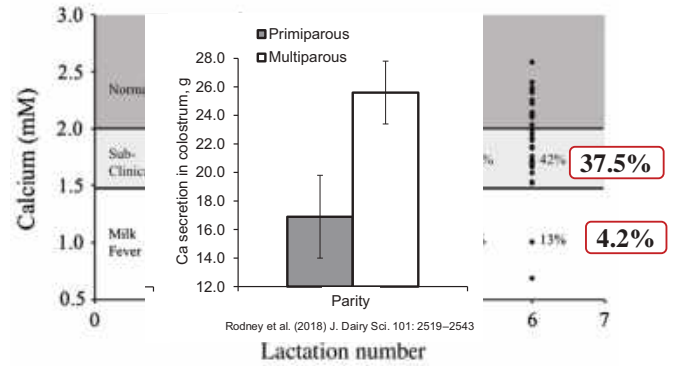 3.0
2.5
2.0
1.5
1.0
0.5
Calcium (mM)
Sub-
Milk
Fever
0
6
7
Lactation number
42%
13%
37.5%
4.2%
Primiparous
Multiparous
28.0
26.0
24.0
22.0
20.0
18.0
16.0
14.0
12.0
Ca secretion in colostrum, g
Parity
Rodney et al. (2018) J. Dairy Sci. 101: 2519–2543